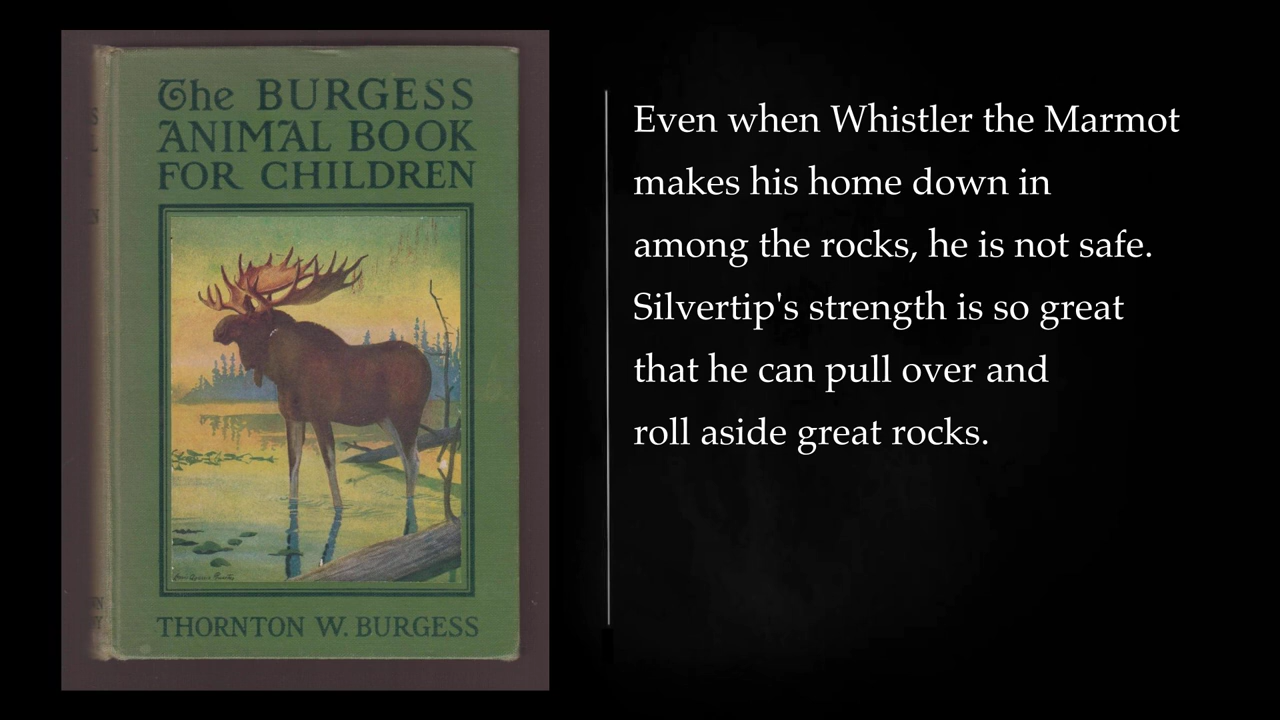 The BURGESS
ANIMAL BOOK
FOR CHILDREN
THORNTON W. BURGESS
Even when Whistler the Marmot
makes his home down in
among the rocks, he is not safe.
Silvertip's strength is so great
that he can pull over and
roll aside great rocks.